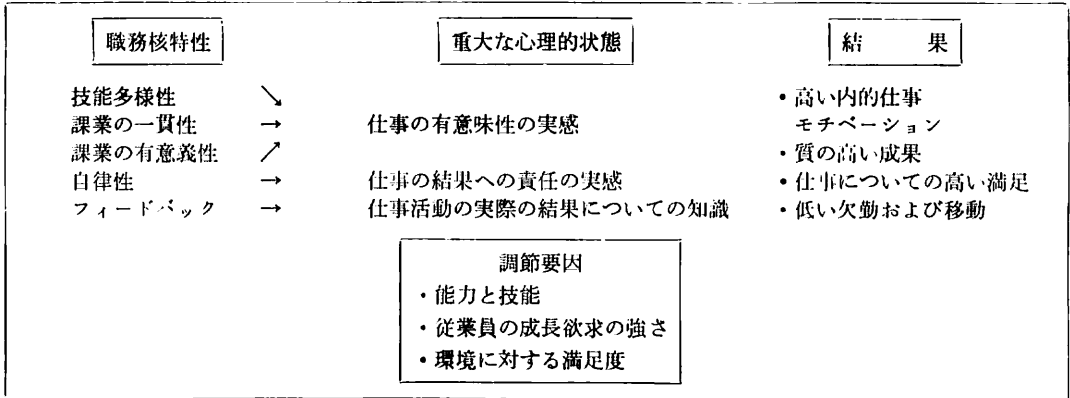 職務核特性 重大な心理的状態 結果
技能多様性 ↘ ・高い内的仕事
課業の一貫性 → 仕事の有意味性の実感 モチベーション
課業の有意義性 ↗ ・質の高い成果
自律性 → 仕事の結果への責任の実感 ・仕事についての高い満足
フィードバック → 仕事活動の実際の結果についての知識 ・低い欠勤および移動
調節要因
・能力と技能
・従業員の成長欲求の強さ
・環境に対する満足度